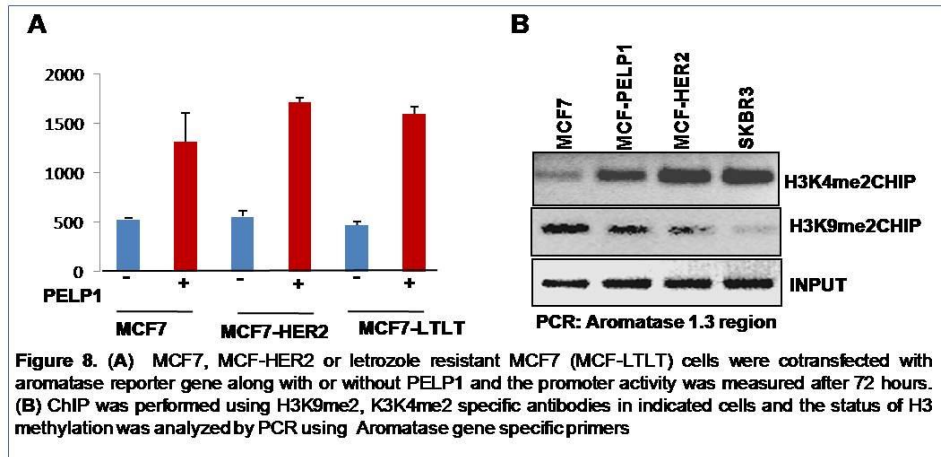 A
2000
1500
1000
500
0
- + - + - +
PELP1
MCF7 MCF7-HER2 MCF7-LTLT
B
MCF7 MCF-PELP1 MCF-HER2 SKBR3
H3K4me2CHIP
H3K9me2CHIP
INPUT
PCR: Aromatase 1.3 region
Figure 8. (A) MCF7, MCF-HER2 or letrozole resistant MCF7 (MCF-LTLT) cells were cotransfected with
aromatase reporter gene along with or without PELP1 and the promoter activity was measured after 72 hours.
(B) ChIP was performed using H3K9me2, K3K4me2 specific antibodies in indicated cells and the status of H3
methylation was analyzed by PCR using Aromatase gene specific primers